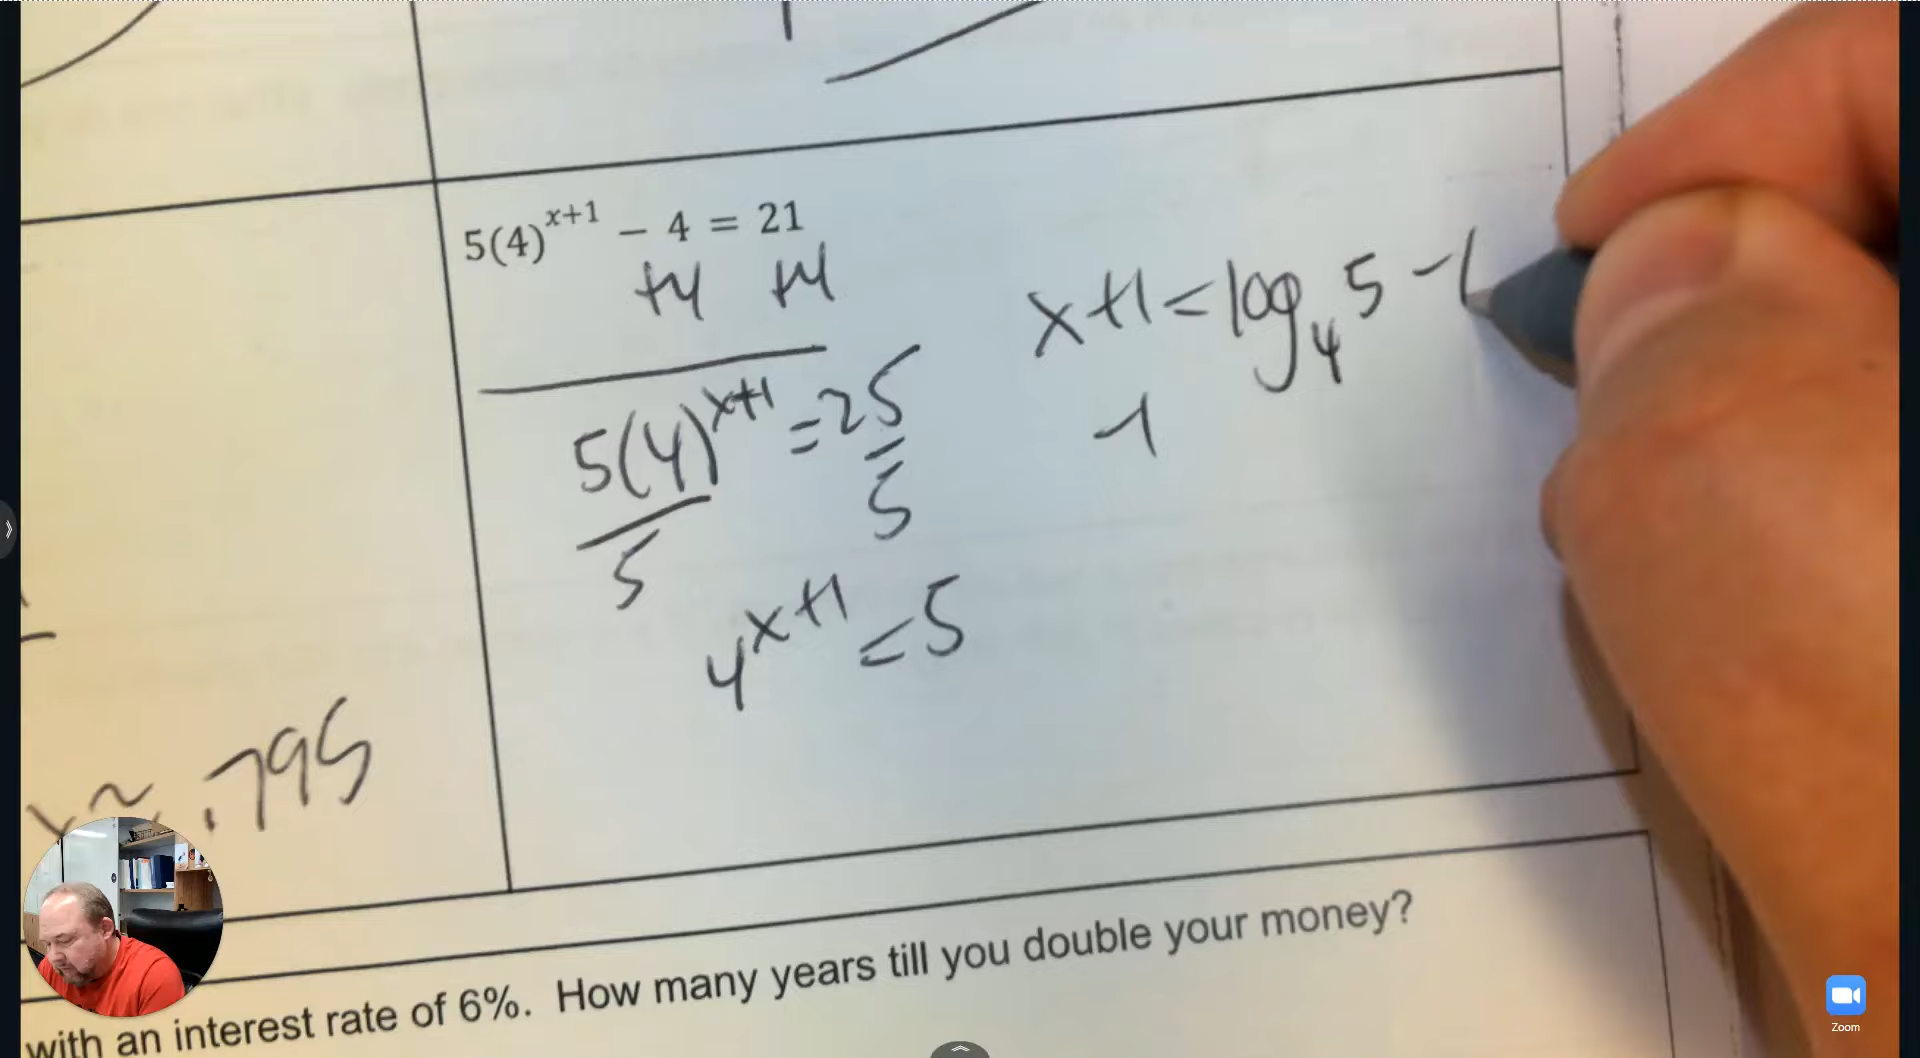 5(4)^{x+1} − 4 = 21
+4 +4
5(4)^{x+1} = 25
5 5
4^{x+1} = 5
x+1 = log₄ 5 −1
-1
≈ .795
with an interest rate of 6%. How many years till you double your money?
Zoom